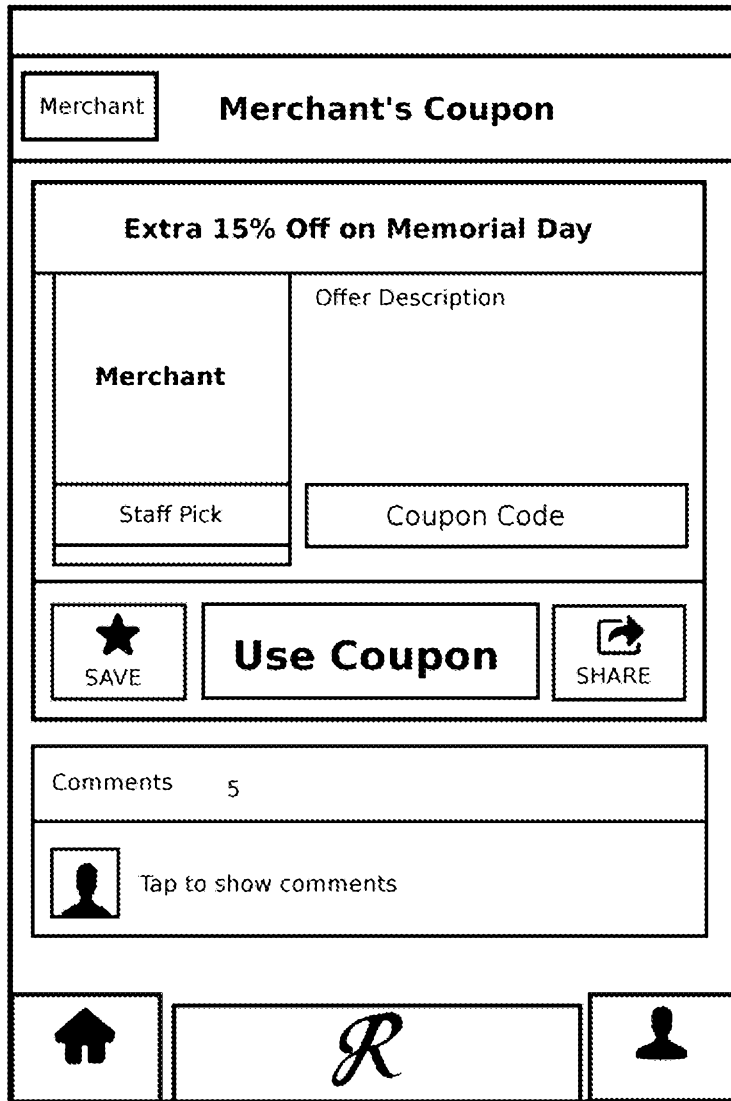 Merchant
Merchant's Coupon
Extra 15% Off on Memorial Day
Offer Description
Merchant
Staff Pick
Coupon Code
SAVE
Use Coupon
SHARE
Comments 5
Tap to show comments
R